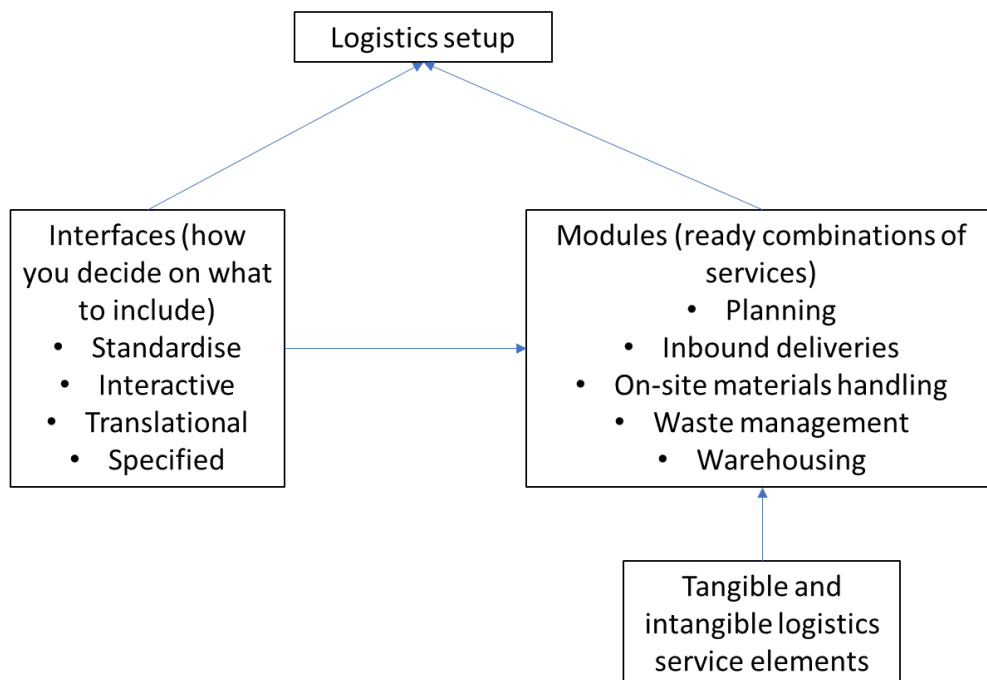 Logistics setup
Interfaces (how
you decide on what
to include)
• Standardise
• Interactive
• Translational
• Specified
Modules (ready combinations of
services)
• Planning
• Inbound deliveries
• On-site materials handling
• Waste management
• Warehousing
Tangible and
intangible logistics
service elements